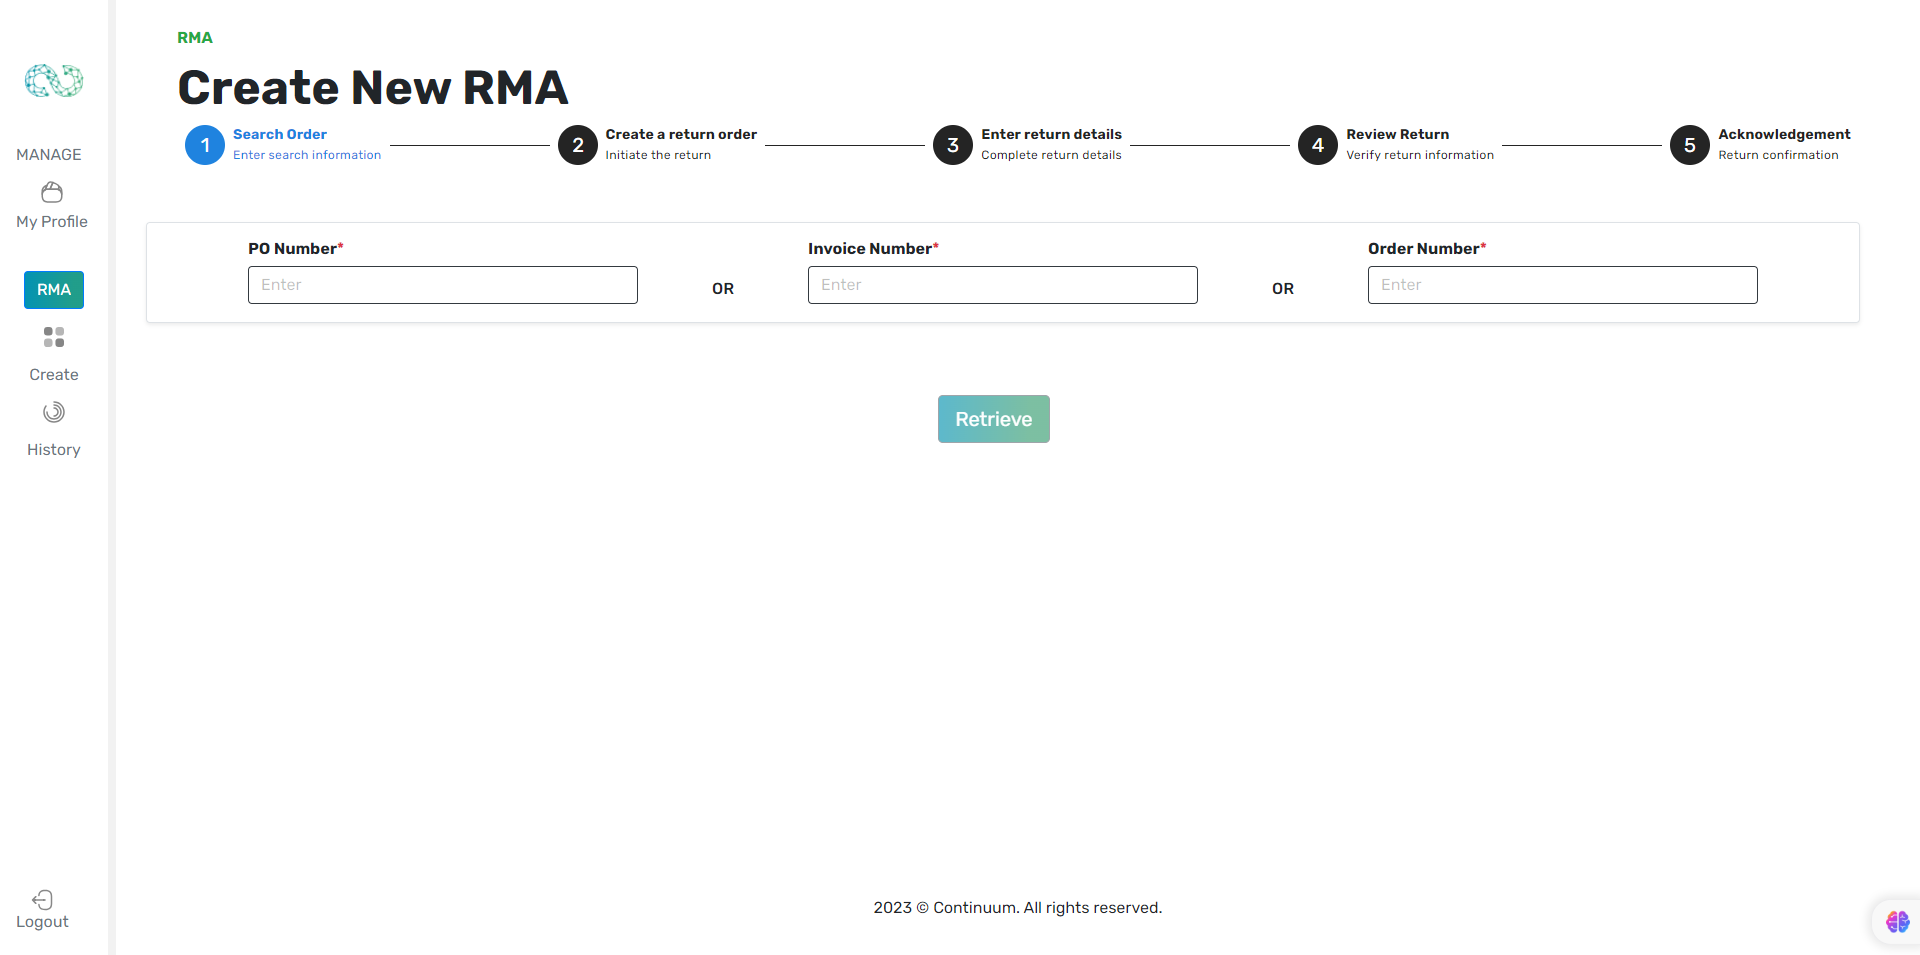 RMA
Create New RMA
1 Search Order
Enter search information
2 Create a return order
Initiate the return
3 Enter return details
Complete return details
4 Review Return
Verify return information
5 Acknowledgement
Return confirmation
MANAGE
My Profile
RMA
Create
History
Logout
PO Number*
Enter
OR
Invoice Number*
Enter
OR
Order Number*
Enter
Retrieve
2023 © Continuum. All rights reserved.